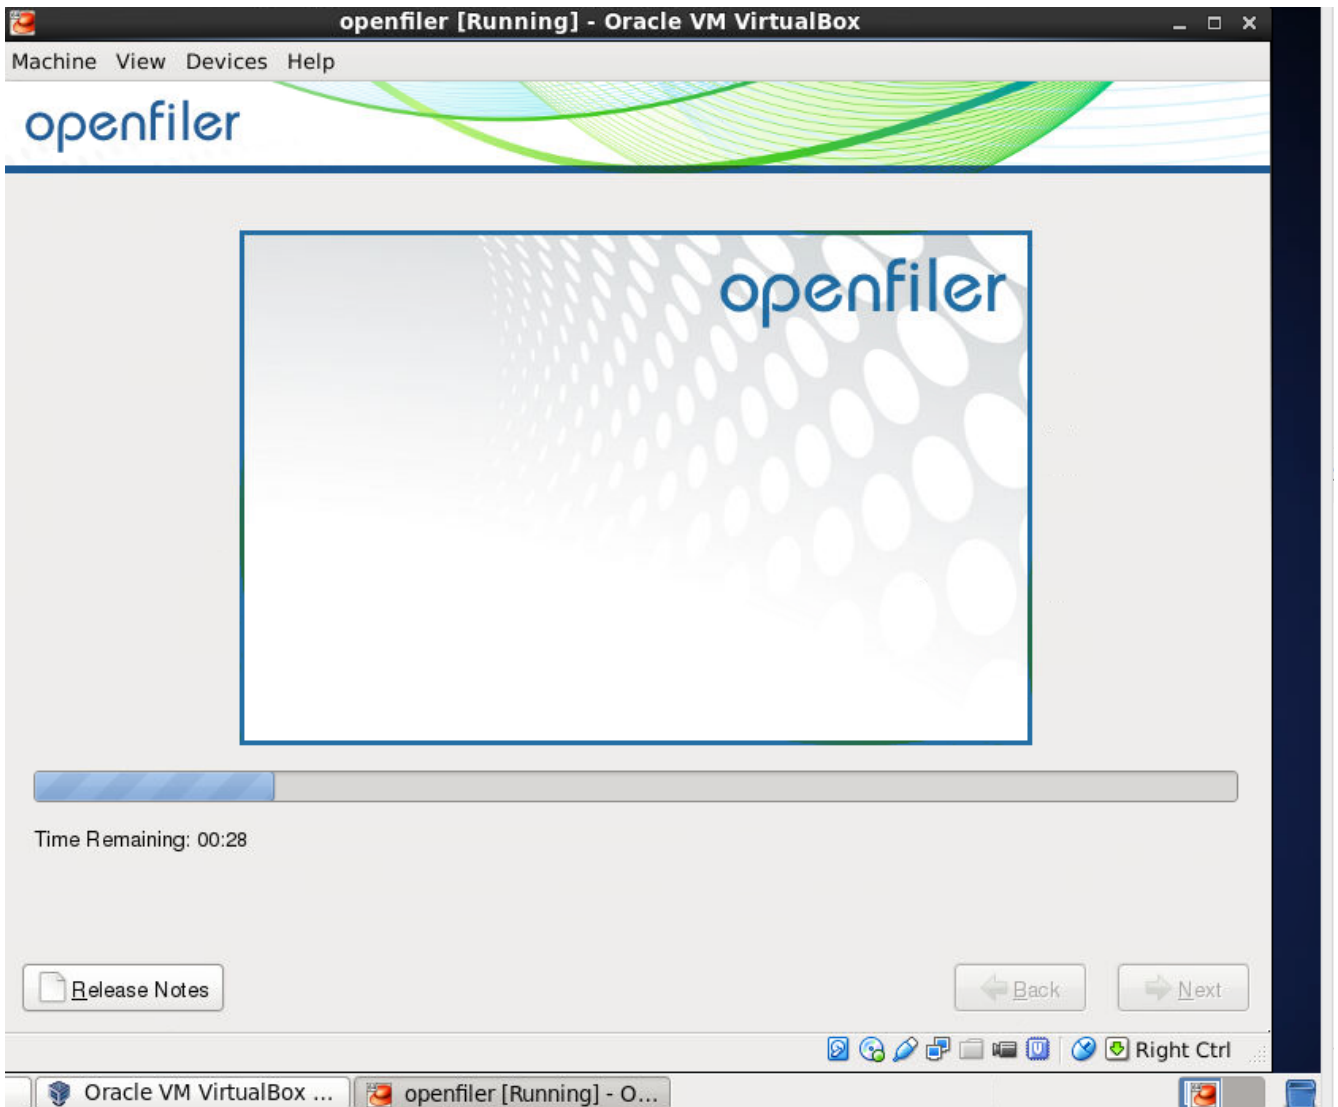 openfiler [Running] - Oracle VM VirtualBox
Machine View Devices Help
openfiler
openfiler
Time Remaining: 00:28
Release Notes
Back
Next
Right Ctrl
Oracle VM VirtualBox ...
openfiler [Running] - O...